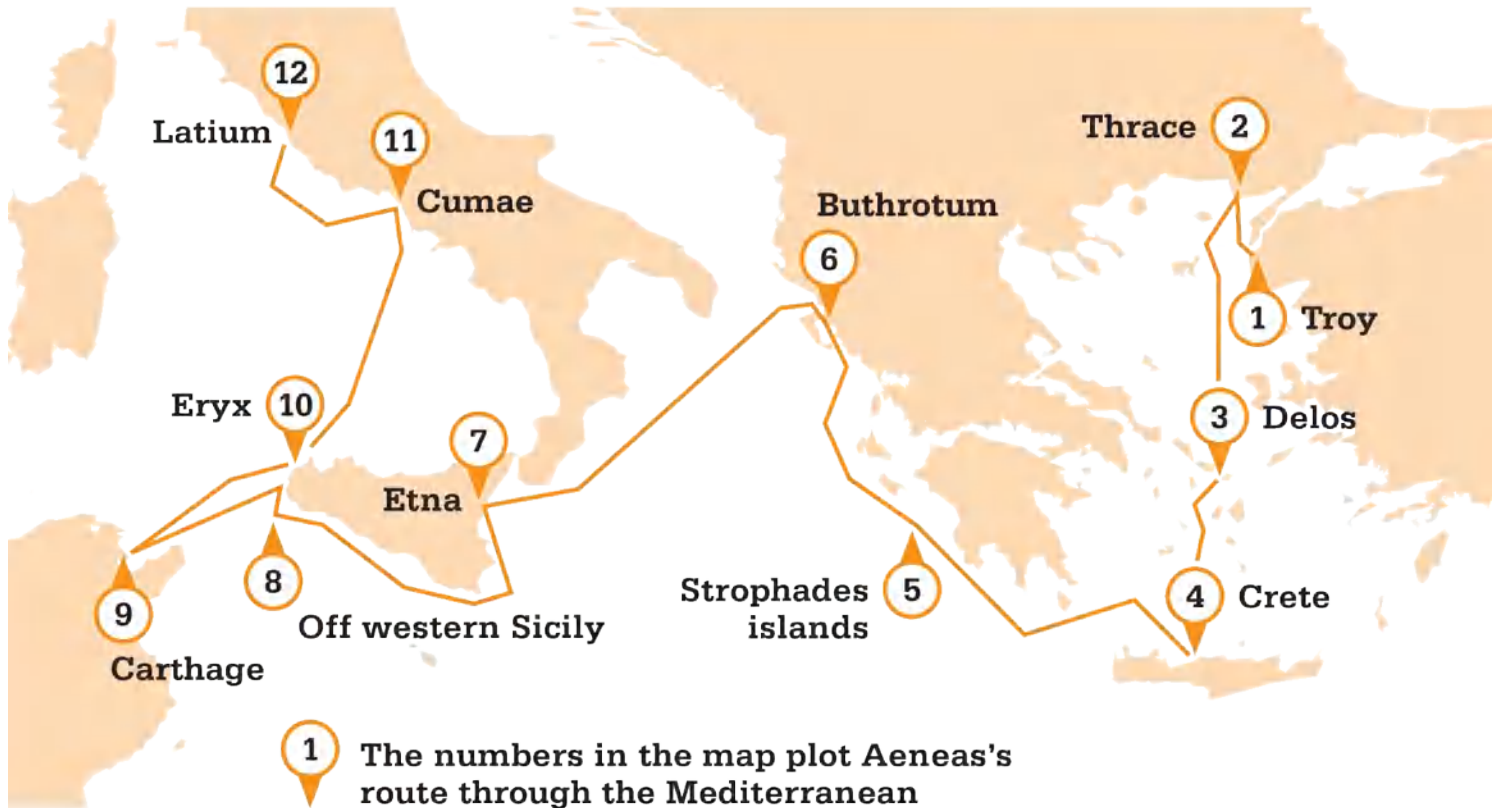 12
Latium
11
Cumae
Thrace
2
Buthrotum
6
1
Troy
Eryx
10
7
Etna
3
Delos
8
Off western Sicily
9
Carthage
Strophades
islands
5
4
Crete
1
The numbers in the map plot Aeneas's
route through the Mediterranean